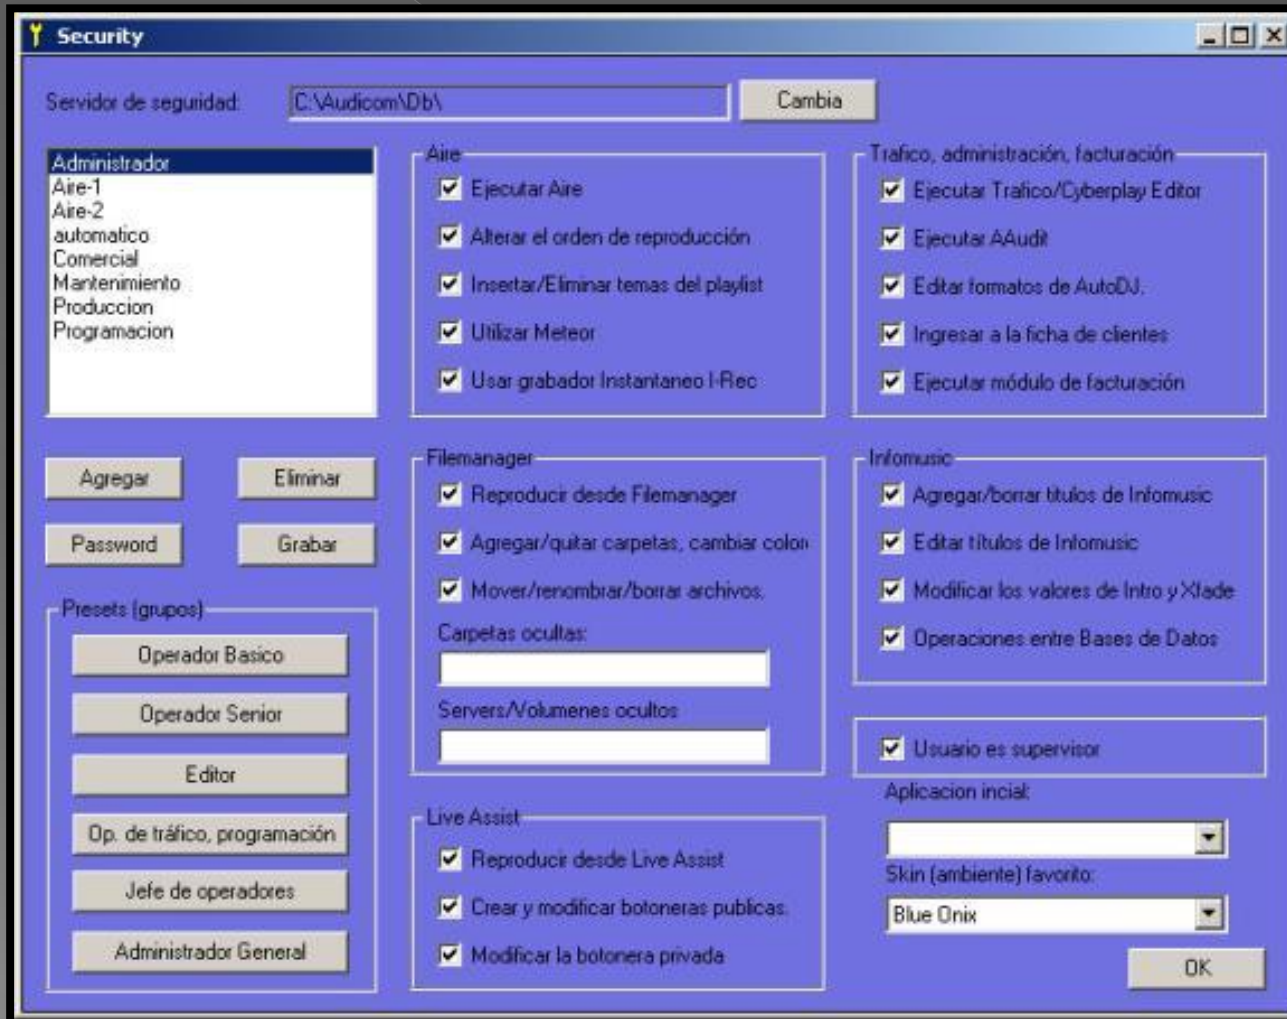 Security
Servidor de seguridad:
C:\Audicom\Db\
Cambia
Administrador
Aire-1
Aire-2
automatico
Comercial
Mantenimiento
Produccion
Programacion
Agregar
Eliminar
Password
Grabar
Presets (grupos)
Operador Basico
Operador Senior
Editor
Op. de tráfico, programación
Jefe de operadores
Administrador General
Aire
Ejecutar Aire
Alterar el orden de reproducción
Insertar/Eliminar temas del playlist
Utilizar Meteor
Usar grabador Instantaneo I-Rec
Filemanager
Reproducir desde Filemanager
Agregar/quitar carpetas, cambiar color
Mover/renombrar/borrar archivos.
Carpetas ocultas:
Servers/Volumenes ocultos
Live Assist
Reproducir desde Live Assist
Crear y modificar botoneras publicas.
Modificar la botonera privada
Trafico, administración, facturación
Ejecutar Trafico/Cyberplay Editor
Ejecutar AAudit
Editar formatos de AutoDJ.
Ingresar a la ficha de clientes
Ejecutar módulo de facturación
Infomusic
Agregar/borrar títulos de Infomusic
Editar títulos de Infomusic
Modificar los valores de Intro y Xfade
Operaciones entre Bases de Datos
Usuario es supervisor
Aplicacion incial:
Skin (ambiente) favorito:
Blue Onix
OK